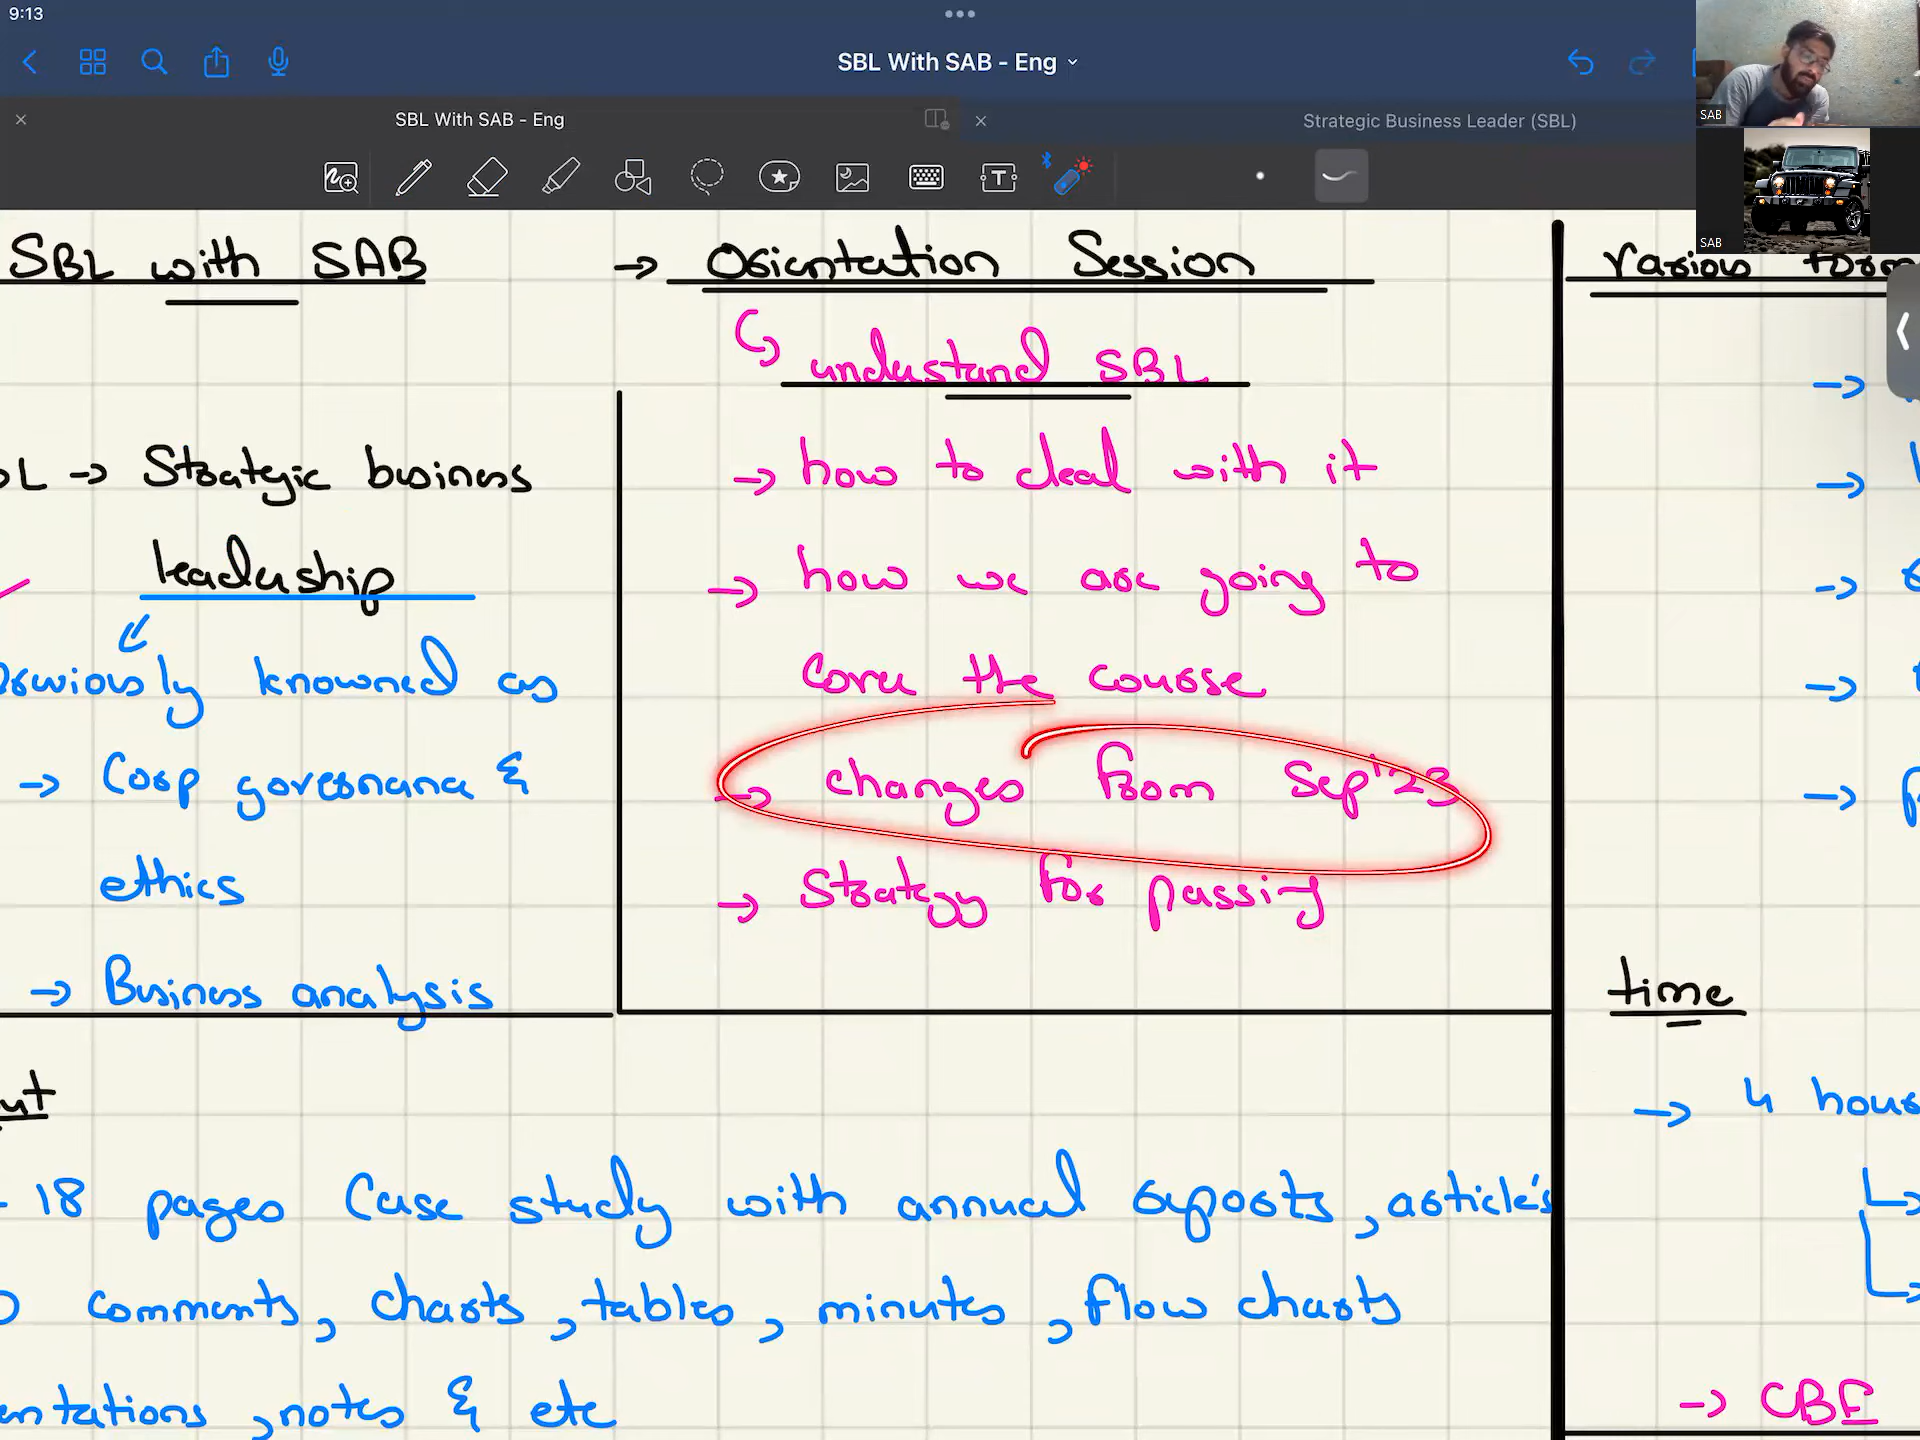 9:13
SBL With SAB - Eng
SBL With SAB - Eng
Strategic Business Leader (SBL)
SAB
SAB
SBL with SAB
→ Orientation Session
understand SBL
→ how to deal with it
→ how we are going to
cover the course
→ changes from Sep'23
→ Strategy for passing
→ Strategic business
leadership
knowned as
→ Corp governance &
ethics
→ Business analysis
18 pages Case study with annual reports, article's
comments, charts, tables, minutes, flow charts
, notes & etc
Various
time
→ 4 hours
→ CBE